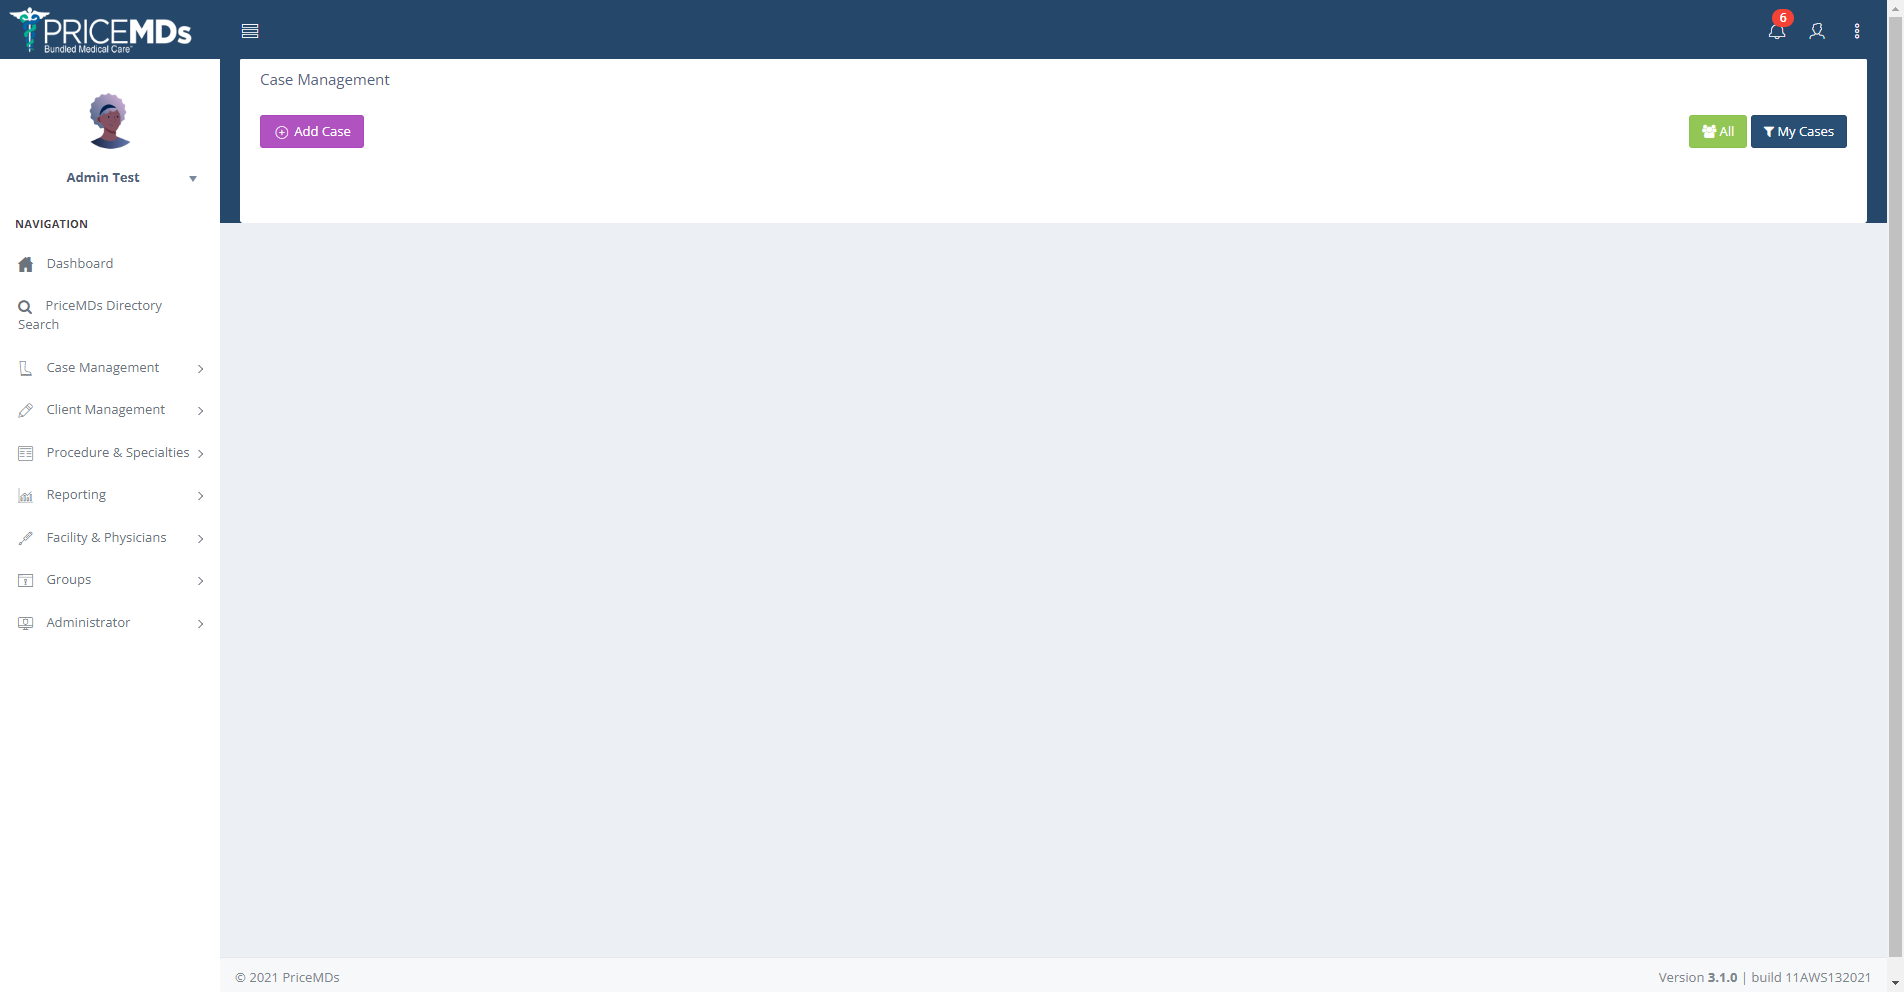 PRICEMDs
Bundled Medical Care™
6
Case Management
Add Case
All
My Cases
Admin Test
NAVIGATION
Dashboard
PriceMDs Directory
Search
Case Management
Client Management
Procedure & Specialties
Reporting
Facility & Physicians
Groups
Administrator
© 2021 PriceMDs
Version 3.1.0 | build 11AWS132021